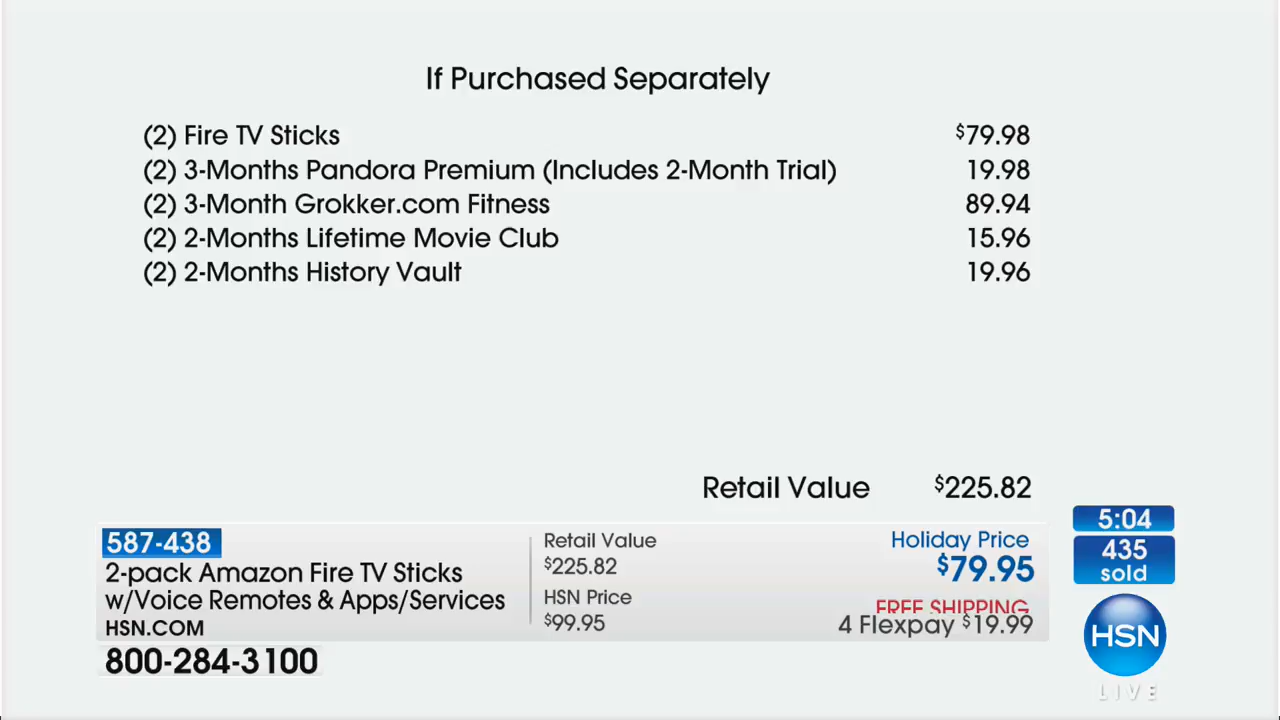 If Purchased Separately
(2) Fire TV Sticks $79.98
(2) 3-Months Pandora Premium (Includes 2-Month Trial) 19.98
(2) 3-Month Grokker.com Fitness 89.94
(2) 2-Months Lifetime Movie Club 15.96
(2) 2-Months History Vault 19.96
Retail Value $225.82
587-438
2-pack Amazon Fire TV Sticks
w/Voice Remotes & Apps/Services
HSN.COM
800-284-3100
Retail Value
$225.82
HSN Price
$99.95
Holiday Price
$79.95
FREE SHIPPING
4 Flexpay $19.99
5:04
435
sold
HSN
LIVE